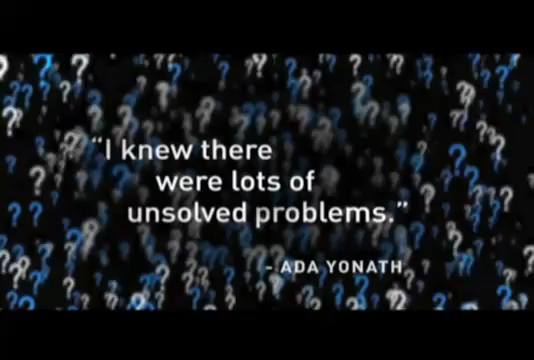 “I knew there
were lots of
unsolved problems.”
- ADA YONATH